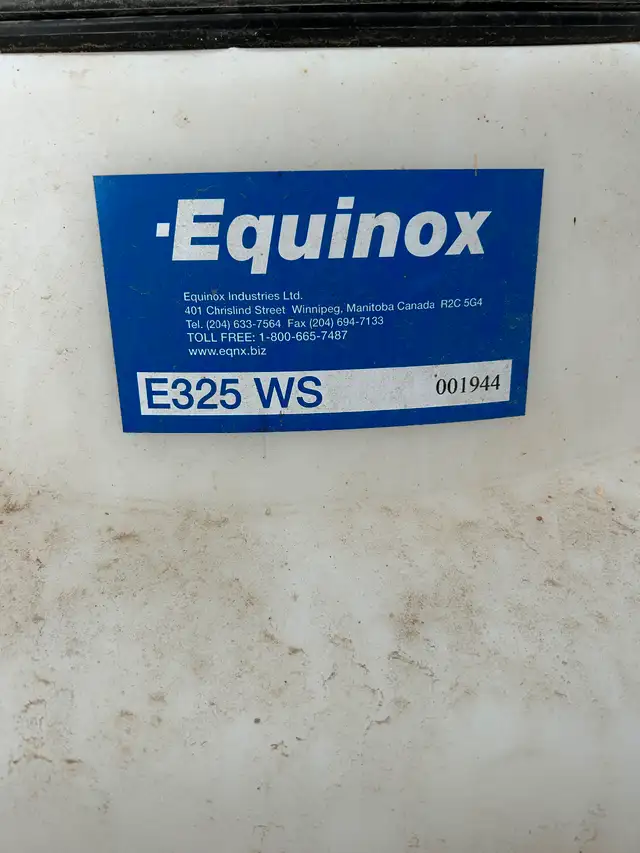 Equinox
Equinox Industries Ltd.
401 Chrislind Street Winnipeg, Manitoba Canada R2C 5G4
Tel. (204) 633-7564 Fax (204) 694-7133
TOLL FREE: 1-800-665-7487
www.eqnx.biz
E325 WS 001944